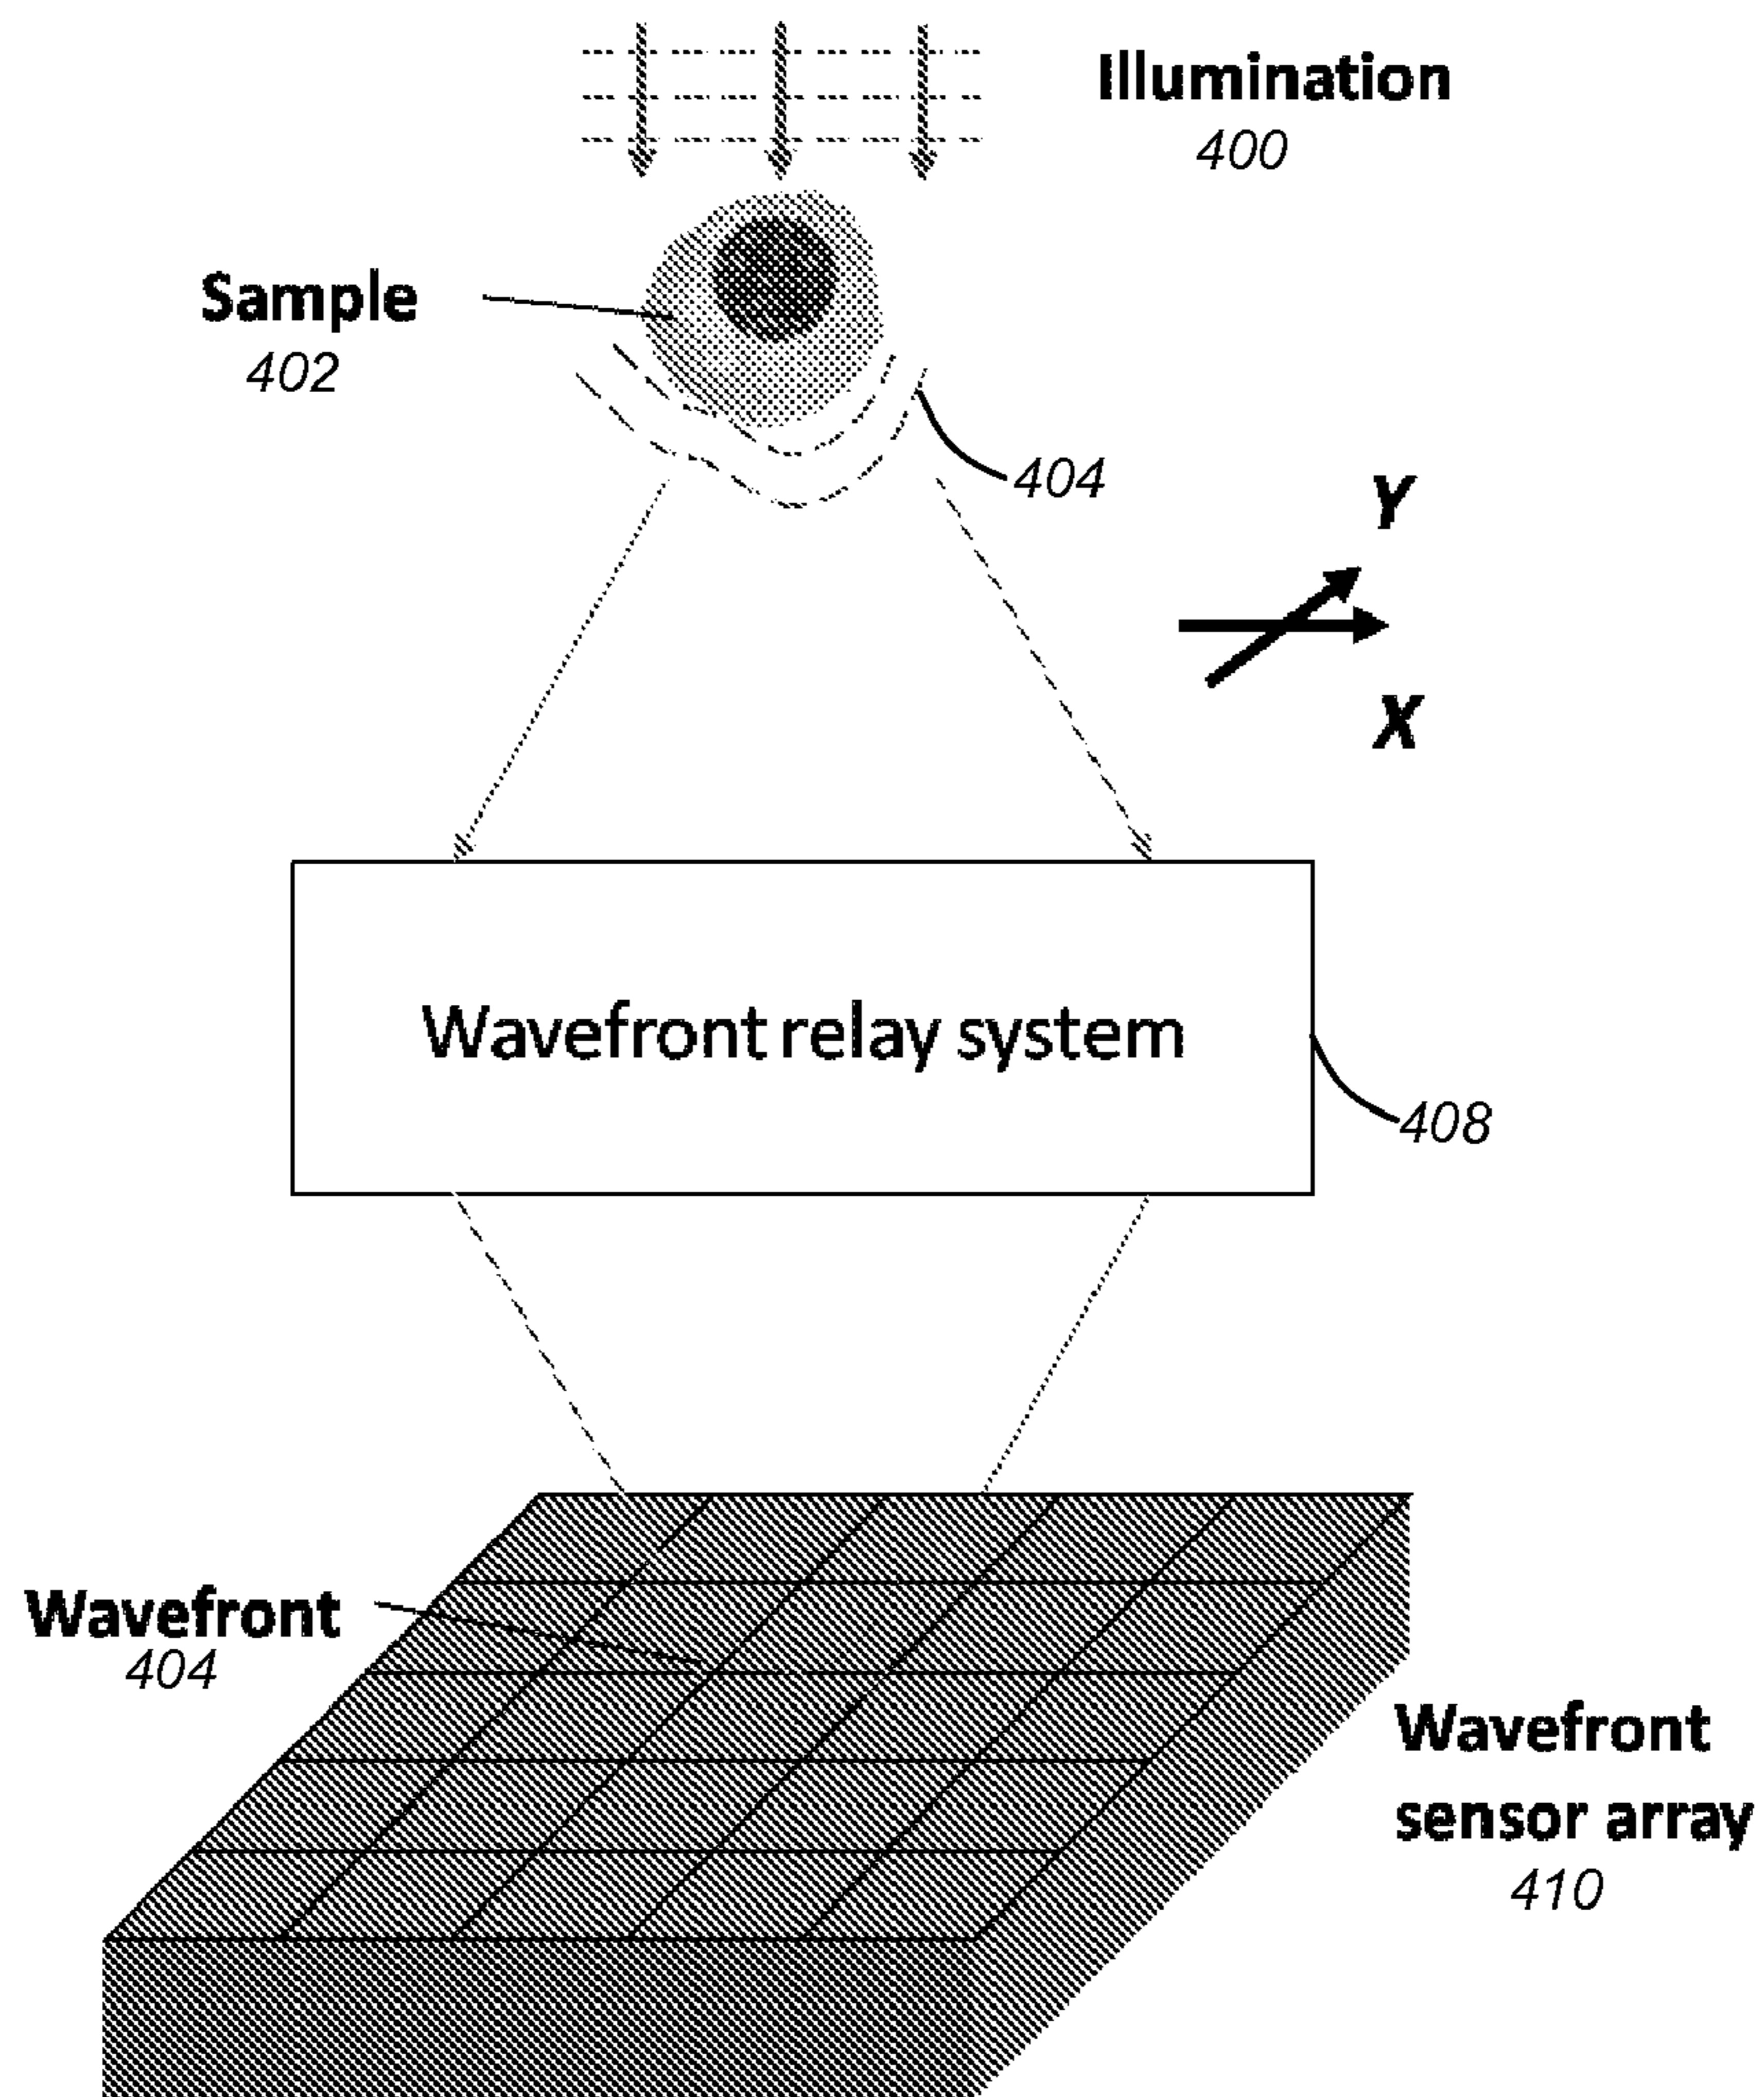 Illumination
400
Sample
402
404
Y
X
Wavefront relay system
408
Wavefront
404
Wavefront
sensor array
410